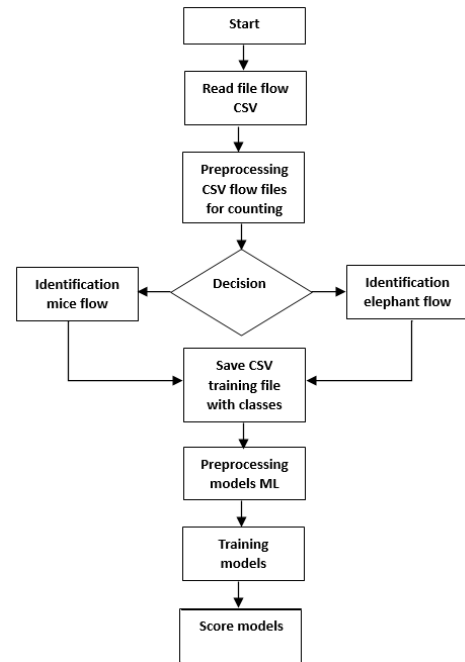 Start
Read file flow
CSV
Preprocessing
CSV flow files
for counting
Decision
Identification
mice flow
Identification
elephant flow
Save CSV
training file
with classes
Preprocessing
models ML
Training
models
Score models